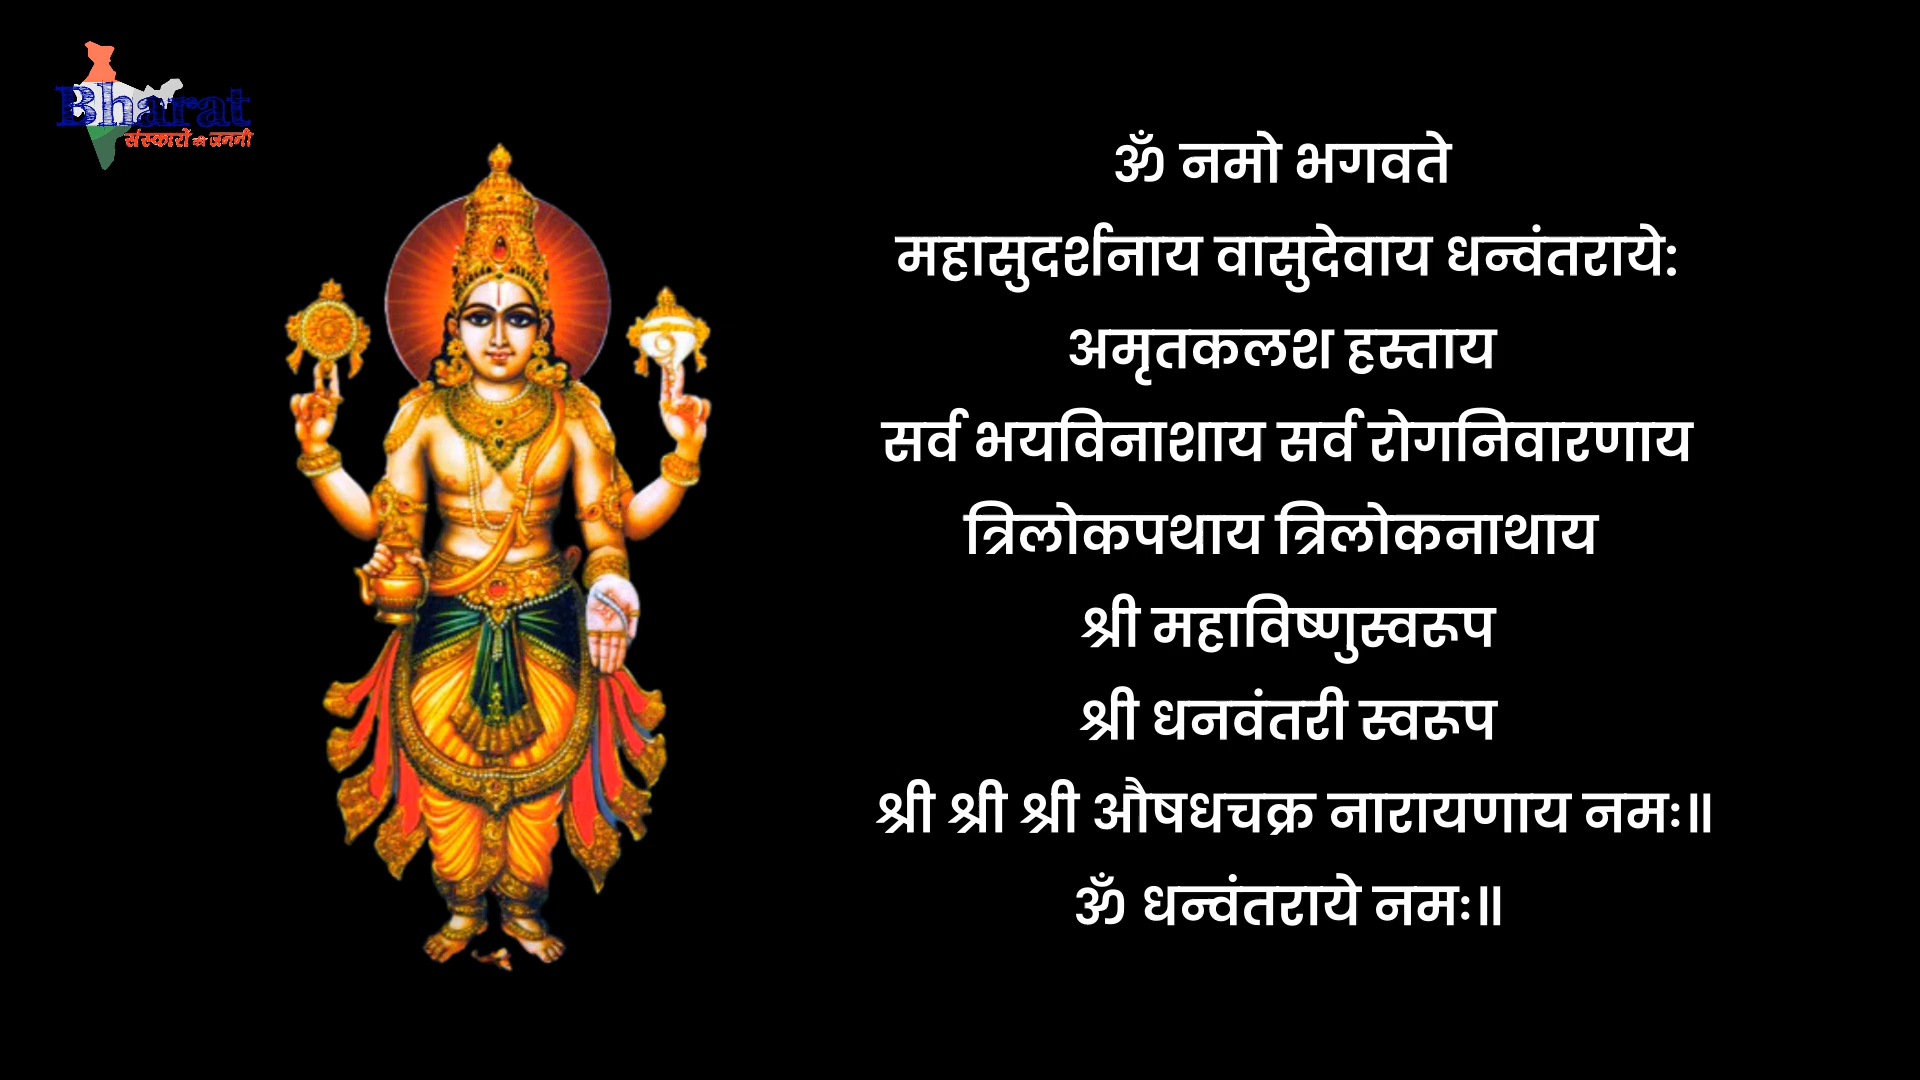 Bharat
संस्कारों की जननी
ॐ नमो भगवते
महासुदर्शनाय वासुदेवाय धन्वंतराये:
अमृतकलश हस्ताय
सर्व भयविनाशाय सर्व रोगनिवारणाय
त्रिलोकपथाय त्रिलोकनाथाय
श्री महाविष्णुस्वरूप
श्री धनवंतरी स्वरूप
श्री श्री श्री औषधचक्र नारायणाय नमः॥
ॐ धन्वंतराये नमः॥